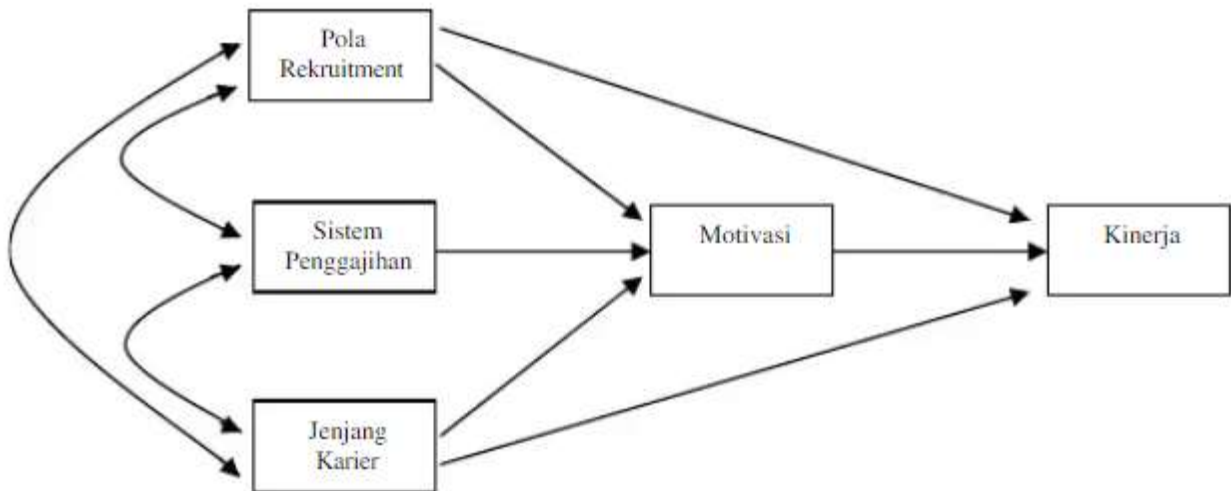 Pola
Rekruitment
Sistem
Penggajihan
Motivasi
Kinerja
Jenjang
Karier